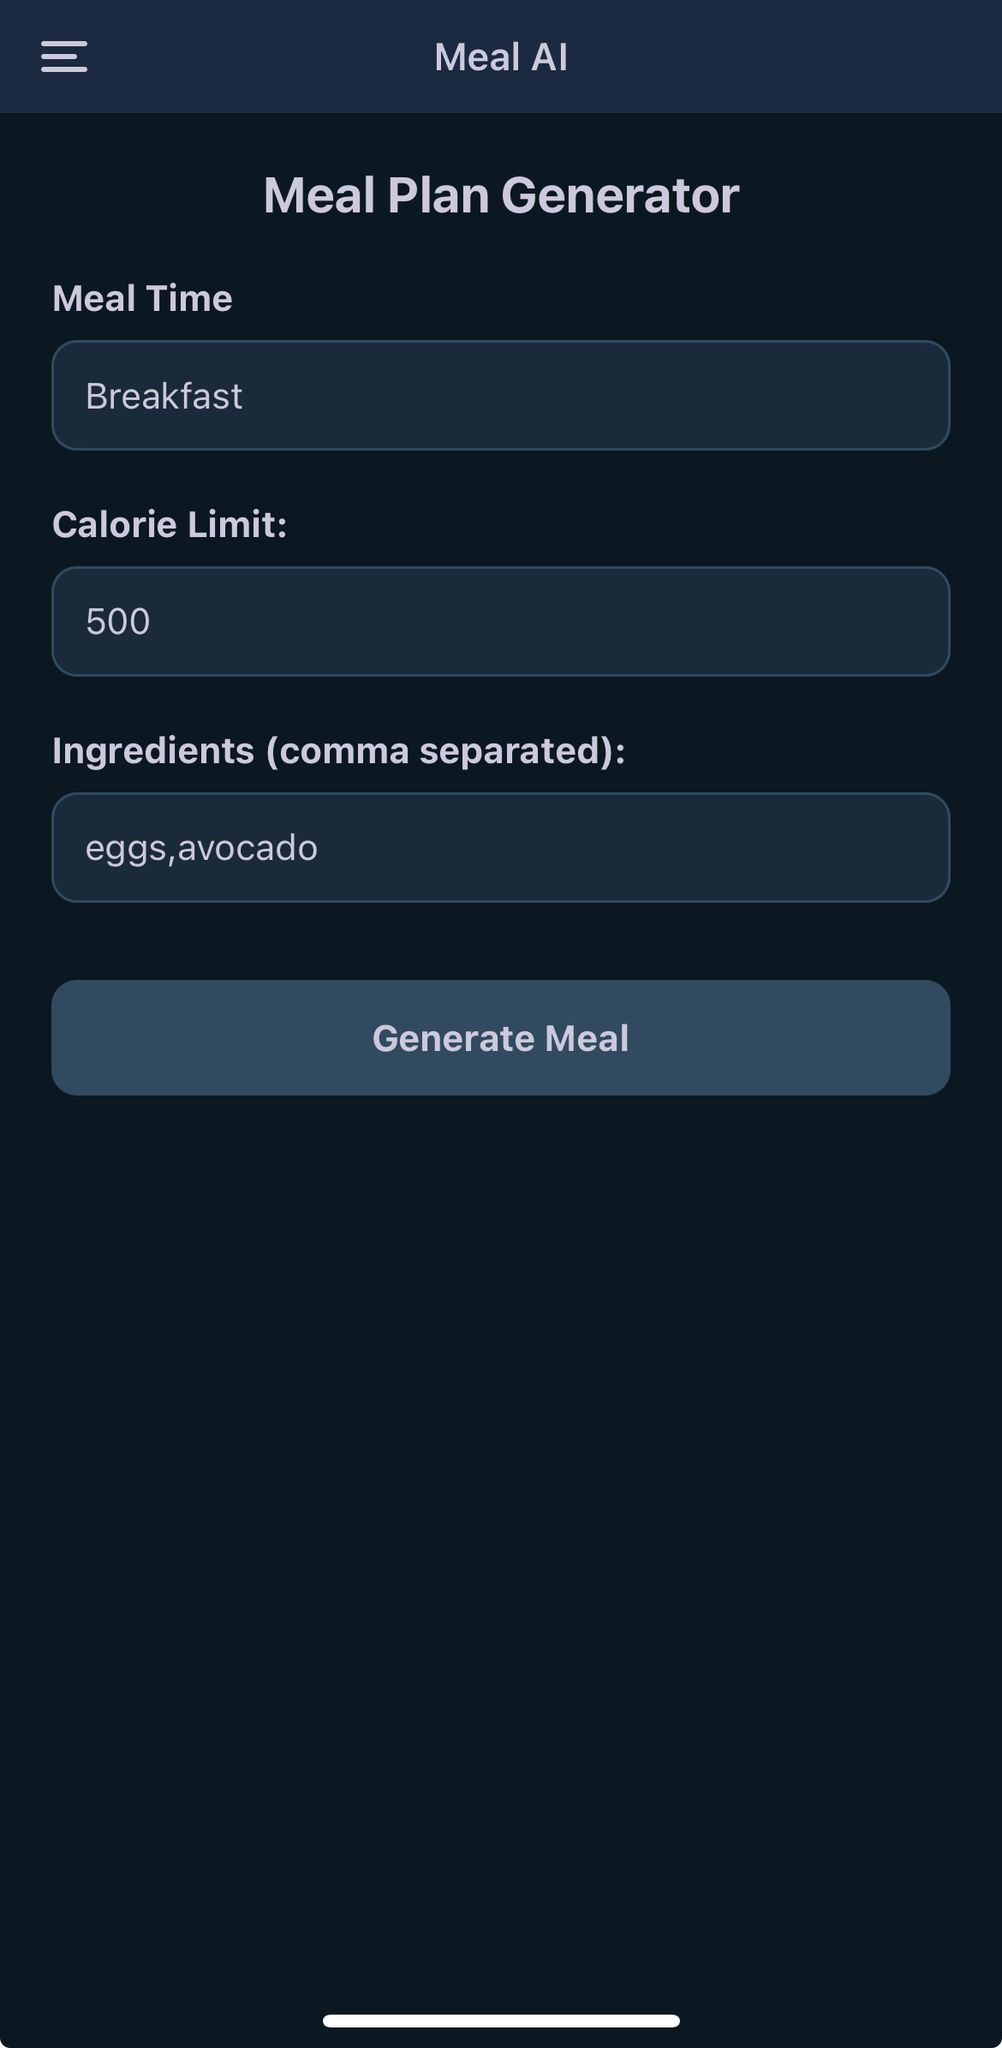 Meal AI
Meal Plan Generator
Meal Time
Breakfast
Calorie Limit:
500
Ingredients (comma separated):
eggs,avocado
Generate Meal